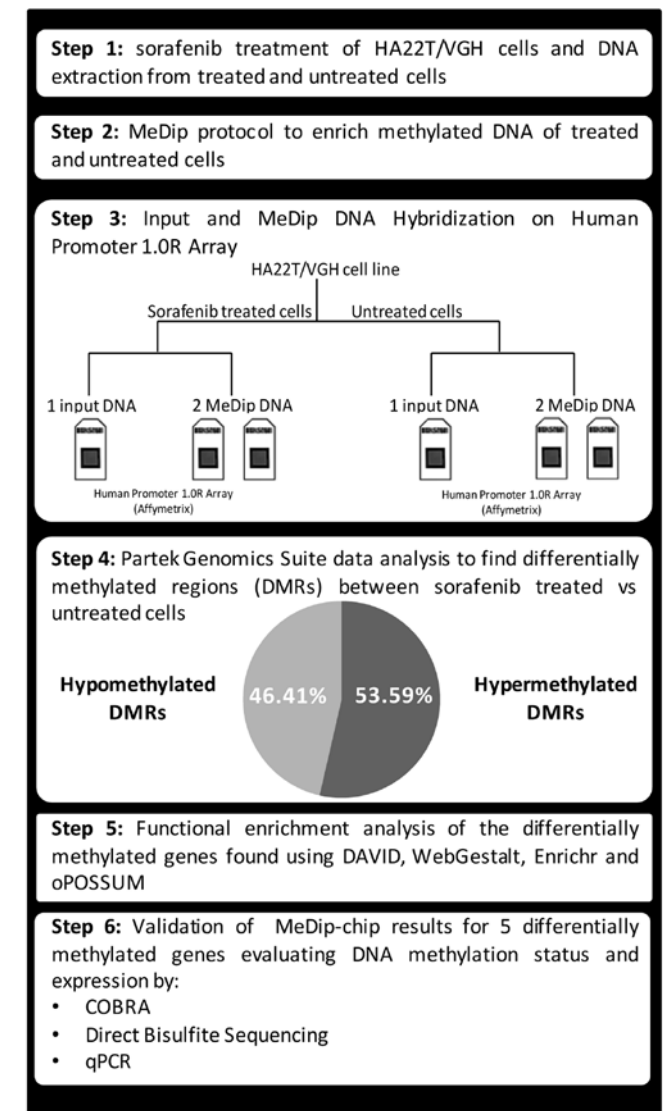 Step 1: sorafenib treatment of HA22T/VGH cells and DNA
extraction from treated and untreated cells
Step 2: MeDip protocol to enrich methylated DNA of treated
and untreated cells
Step 3: Input and MeDip DNA Hybridization on Human
Promoter 1.0R Array
HA22T/VGH cell line
Sorafenib treated cells Untreated cells
1 input DNA 2 MeDip DNA 1 input DNA 2 MeDip DNA
Human Promoter 1.0R Array Human Promoter 1.0R Array
(Affymetrix) (Affymetrix)
Step 4: Partek Genomics Suite data analysis to find differentially
methylated regions (DMRs) between sorafenib treated vs
untreated cells
Hypomethylated
DMRs
46.41% 53.59%
Hypermethylated
DMRs
Step 5: Functional enrichment analysis of the differentially
methylated genes found using DAVID, WebGestalt, Enrichr and
oPOSSUM
Step 6: Validation of MeDip-chip results for 5 differentially
methylated genes evaluating DNA methylation status and
expression by:
• COBRA
• Direct Bisulfite Sequencing
• qPCR